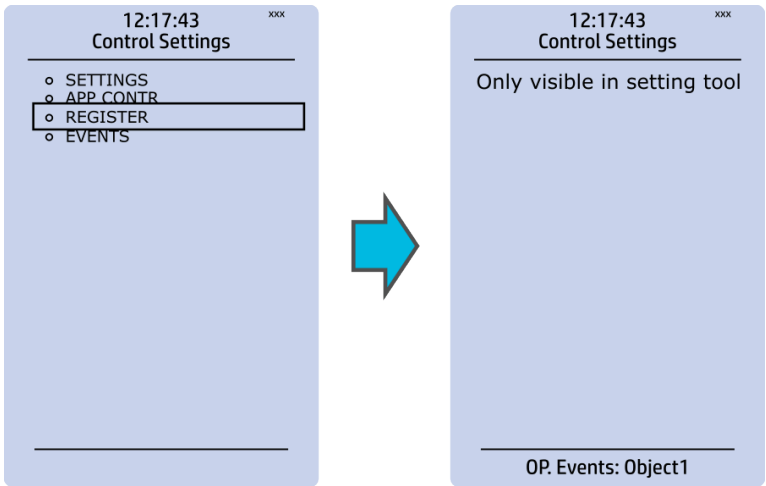 12:17:43 xxx
Control Settings
SETTINGS
APP CONTR
REGISTER
EVENTS
12:17:43 xxx
Control Settings
Only visible in setting tool
OP. Events: Object1